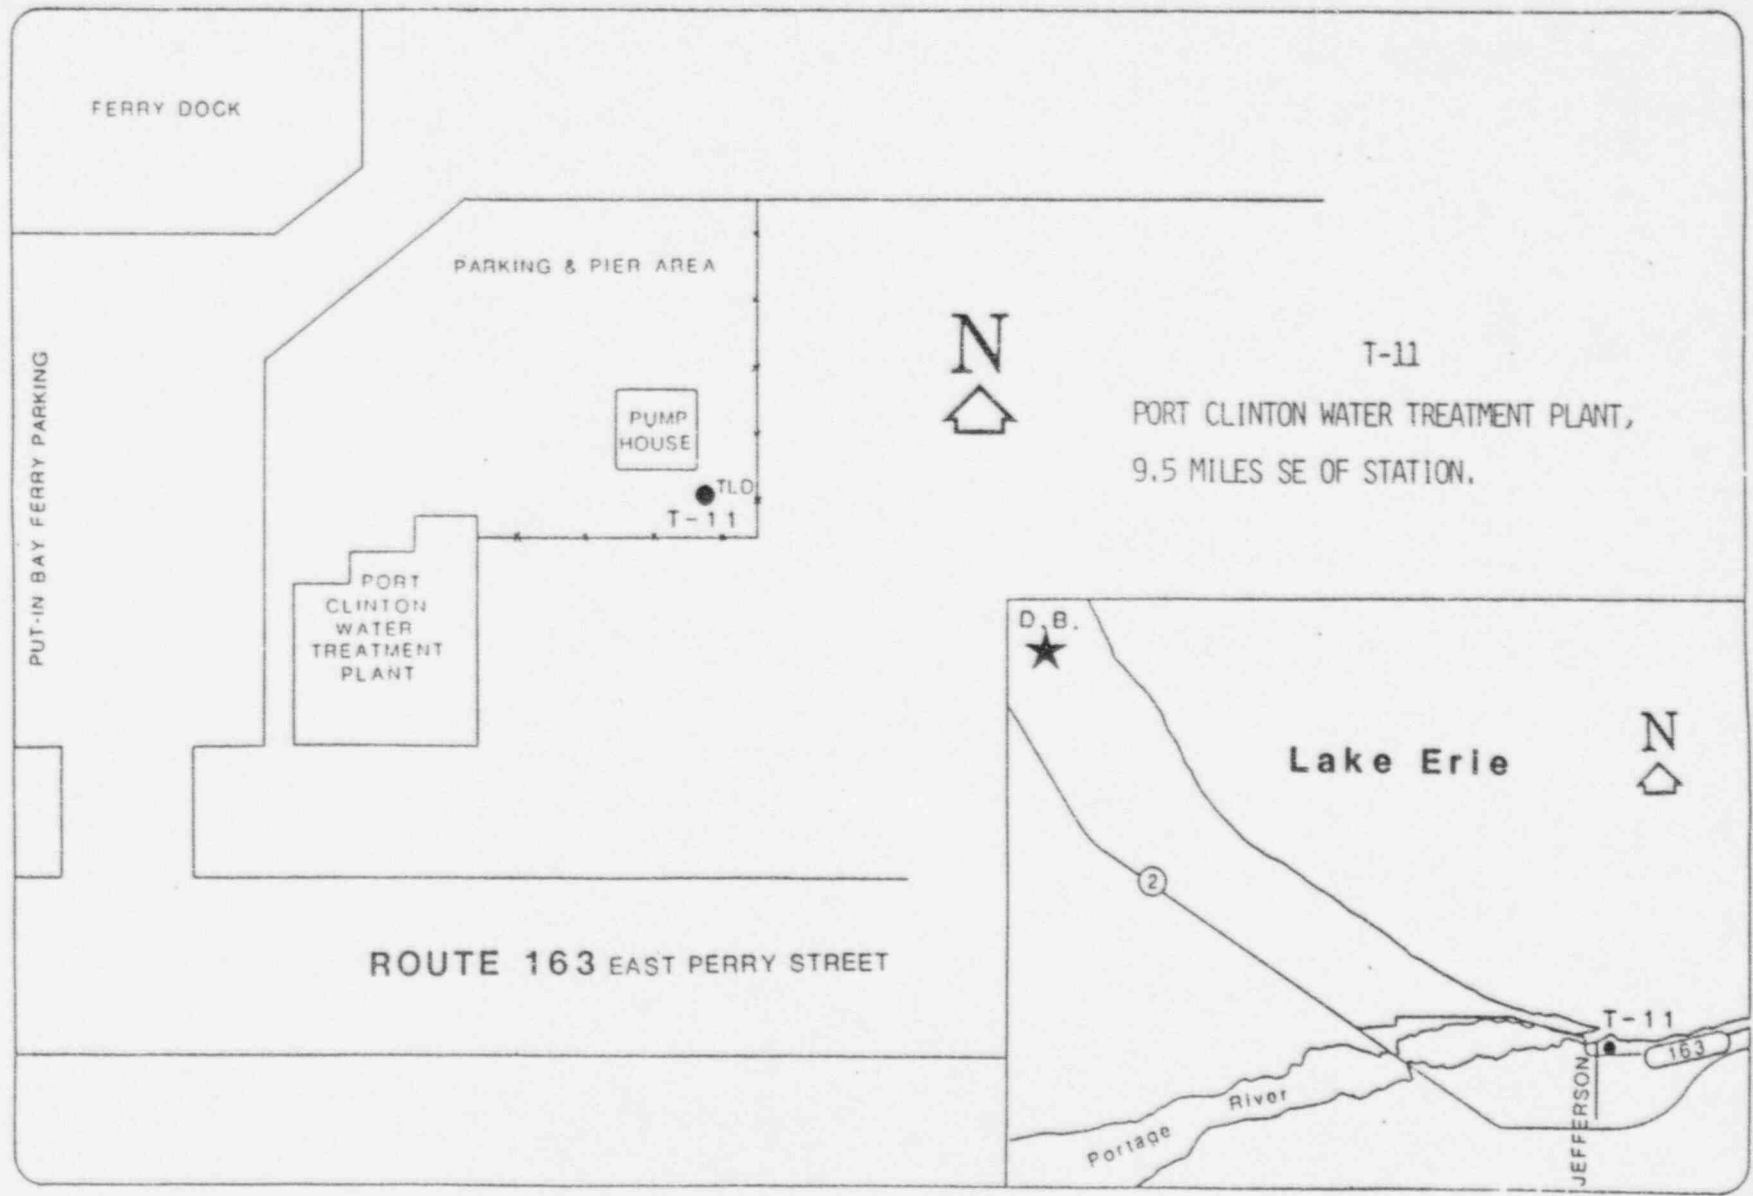 FERRY DOCK
PARKING & PIER AREA
PUT-IN BAY FERRY PARKING
PUMP
HOUSE
TLD
T-11
PORT
CLINTON
WATER
TREATMENT
PLANT
ROUTE 163 EAST PERRY STREET
N
T-11
PORT CLINTON WATER TREATMENT PLANT,
9.5 MILES SE OF STATION.
D.B.
Lake Erie
N
2
T-11
163
JEFFERSON
Portage River